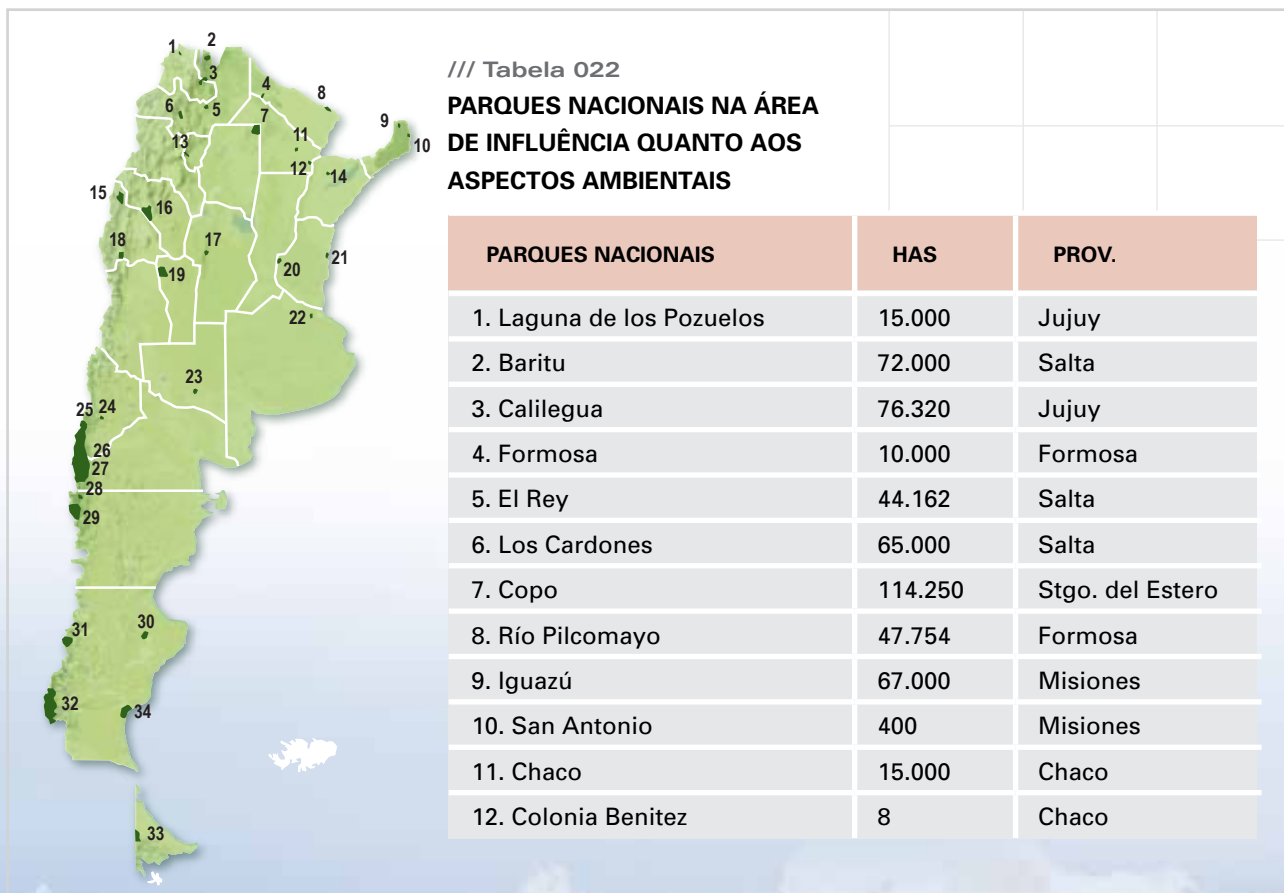 /// Tabela 022
PARQUES NACIONAIS NA ÁREA
DE INFLUÊNCIA QUANTO AOS
ASPECTOS AMBIENTAIS
PARQUES NACIONAIS HAS PROV.
1. Laguna de los Pozuelos 15.000 Jujuy
2. Baritu 72.000 Salta
3. Calilegua 76.320 Jujuy
4. Formosa 10.000 Formosa
5. El Rey 44.162 Salta
6. Los Cardones 65.000 Salta
7. Copo 114.250 Stgo. del Estero
8. Río Pilcomayo 47.754 Formosa
9. Iguazú 67.000 Misiones
10. San Antonio 400 Misiones
11. Chaco 15.000 Chaco
12. Colonia Benitez 8 Chaco
1
2
3
4
8
6
5
7
9
10
11
13
12
14
15
16
18
17
19
20
21
22
23
25
24
26
27
28
29
30
31
32
34
33